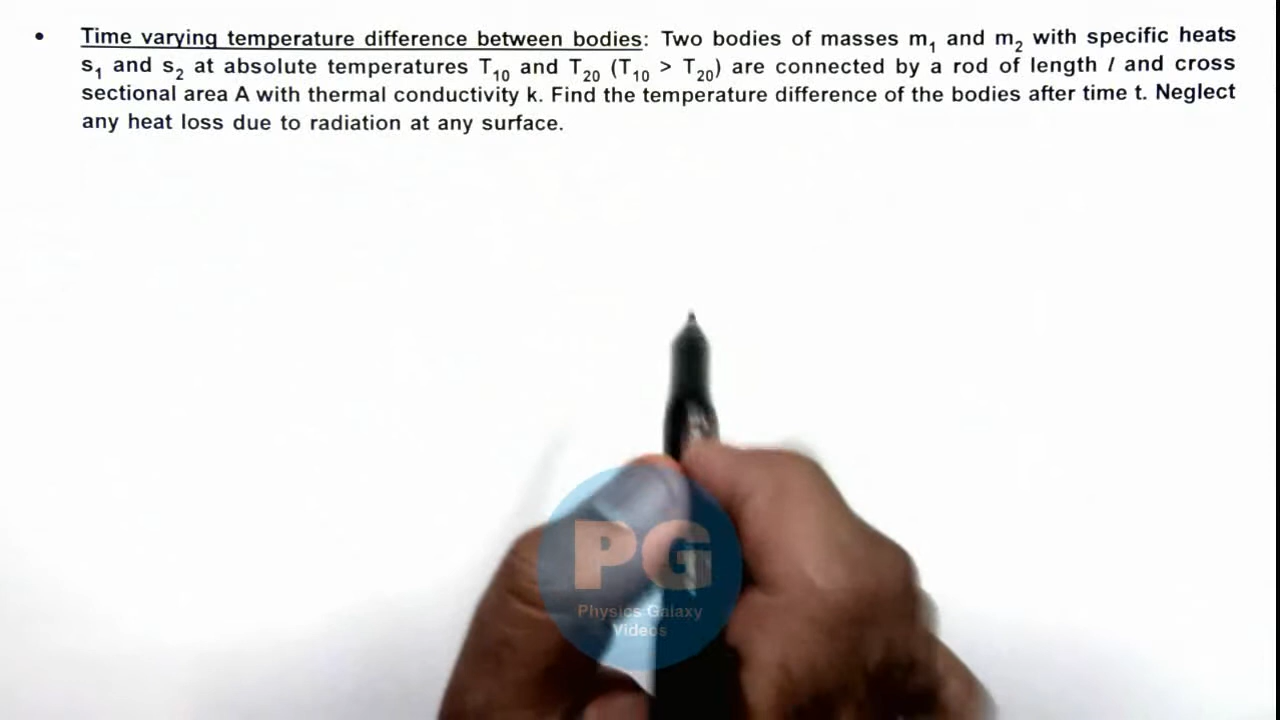 • Time varying temperature difference between bodies: Two bodies of masses m₁ and m₂ with specific heats
s₁ and s₂ at absolute temperatures T₁₀ and T₂₀ (T₁₀ > T₂₀) are connected by a rod of length l and cross
sectional area A with thermal conductivity k. Find the temperature difference of the bodies after time t. Neglect
any heat loss due to radiation at any surface.
PG
Physics Galaxy
Videos